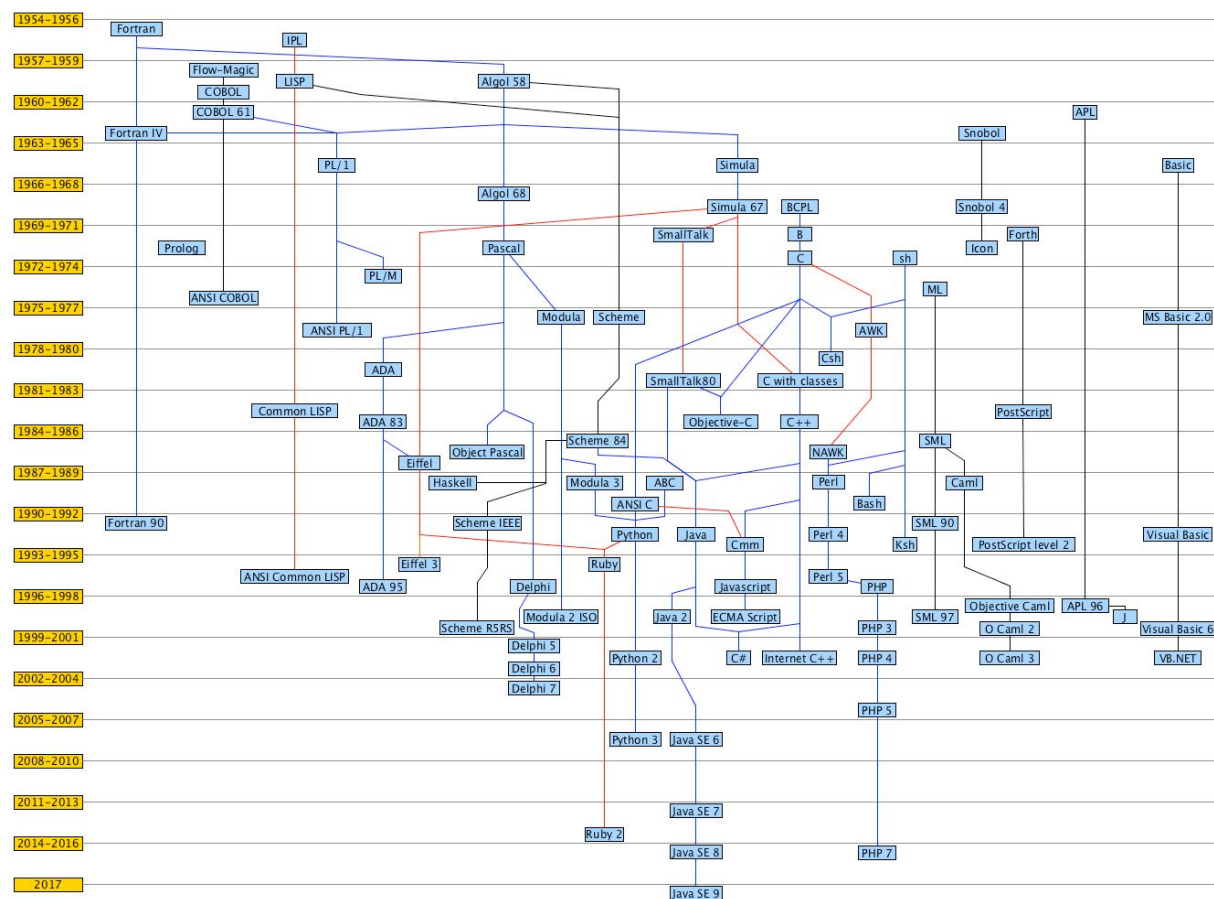 1954-1956
Fortran
IPL
1957-1959
Flow-Magic
LISP
Algol 58
COBOL
1960-1962
COBOL 61
APL
Fortran IV
Snobol
1963-1965
PL/1
Simula
Basic
1966-1968
Algol 68
Simula 67
BCPL
Snobol 4
1969-1971
SmallTalk
B
Forth
Prolog
Pascal
Icon
C
sh
1972-1974
PL/M
ML
ANSI COBOL
1975-1977
Modula
Scheme
MS Basic 2.0
ANSI PL/1
AWK
1978-1980
Csh
ADA
SmallTalk80
C with classes
1981-1983
Common LISP
PostScript
ADA 83
Objective-C
C++
1984-1986
Scheme 84
SML
Object Pascal
NAWK
Eiffel
1987-1989
Haskell
Modula 3
ABC
Perl
Caml
ANSI C
Bash
1990-1992
Fortran 90
Scheme IEEE
SML 90
Python
Java
Perl 4
Visual Basic
Cmm
Ksh
PostScript level 2
1993-1995
Eiffel 3
Ruby
ANSI Common LISP
Perl 5
ADA 95
Delphi
Javascript
PHP
1996-1998
Objective Caml
APL 96
Modula 2 ISO
Java 2
ECMA Script
SML 97
J
Scheme R5RS
PHP 3
O Caml 2
Visual Basic 6
1999-2001
Delphi 5
Python 2
C#
Internet C++
PHP 4
O Caml 3
VB.NET
Delphi 6
2002-2004
Delphi 7
PHP 5
2005-2007
Python 3
Java SE 6
2008-2010
2011-2013
Java SE 7
Ruby 2
2014-2016
Java SE 8
PHP 7
2017
Java SE 9